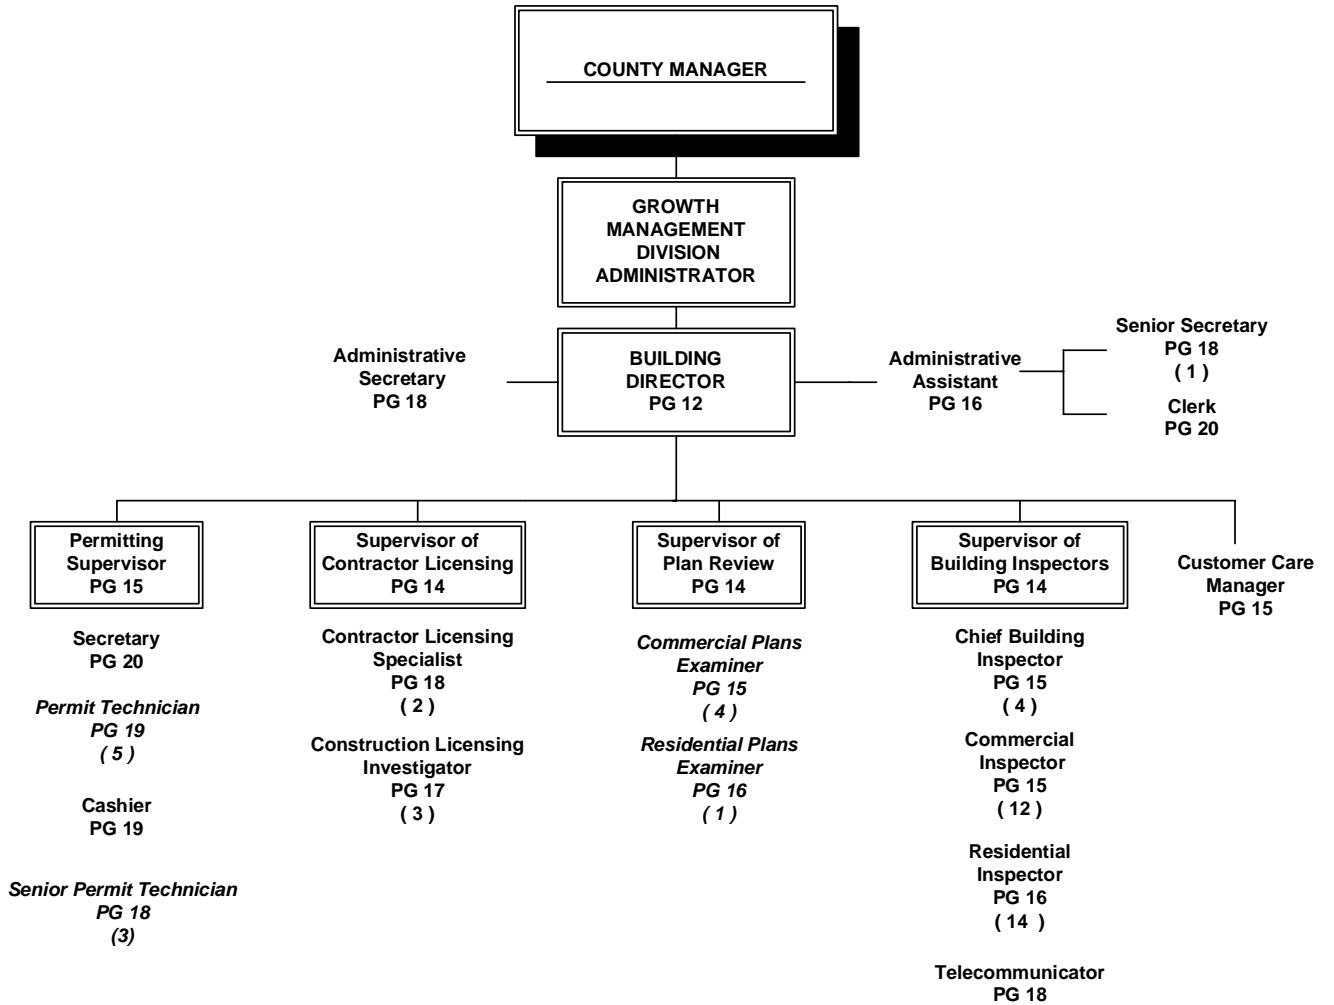 COUNTY MANAGER
GROWTH
MANAGEMENT
DIVISION
ADMINISTRATOR
Administrative
Secretary
PG 18
BUILDING
DIRECTOR
PG 12
Administrative
Assistant
PG 16
Senior Secretary
PG 18
( 1 )
Clerk
PG 20
Permitting
Supervisor
PG 15
Secretary
PG 20
Permit Technician
PG 19
( 5 )
Cashier
PG 19
Senior Permit Technician
PG 18
(3)
Supervisor of
Contractor Licensing
PG 14
Contractor Licensing
Specialist
PG 18
( 2 )
Construction Licensing
Investigator
PG 17
( 3 )
Supervisor of
Plan Review
PG 14
Commercial Plans
Examiner
PG 15
( 4 )
Residential Plans
Examiner
PG 16
( 1 )
Supervisor of
Building Inspectors
PG 14
Chief Building
Inspector
PG 15
( 4 )
Commercial
Inspector
PG 15
( 12 )
Residential
Inspector
PG 16
( 14 )
Telecommunicator
PG 18
Customer Care
Manager
PG 15